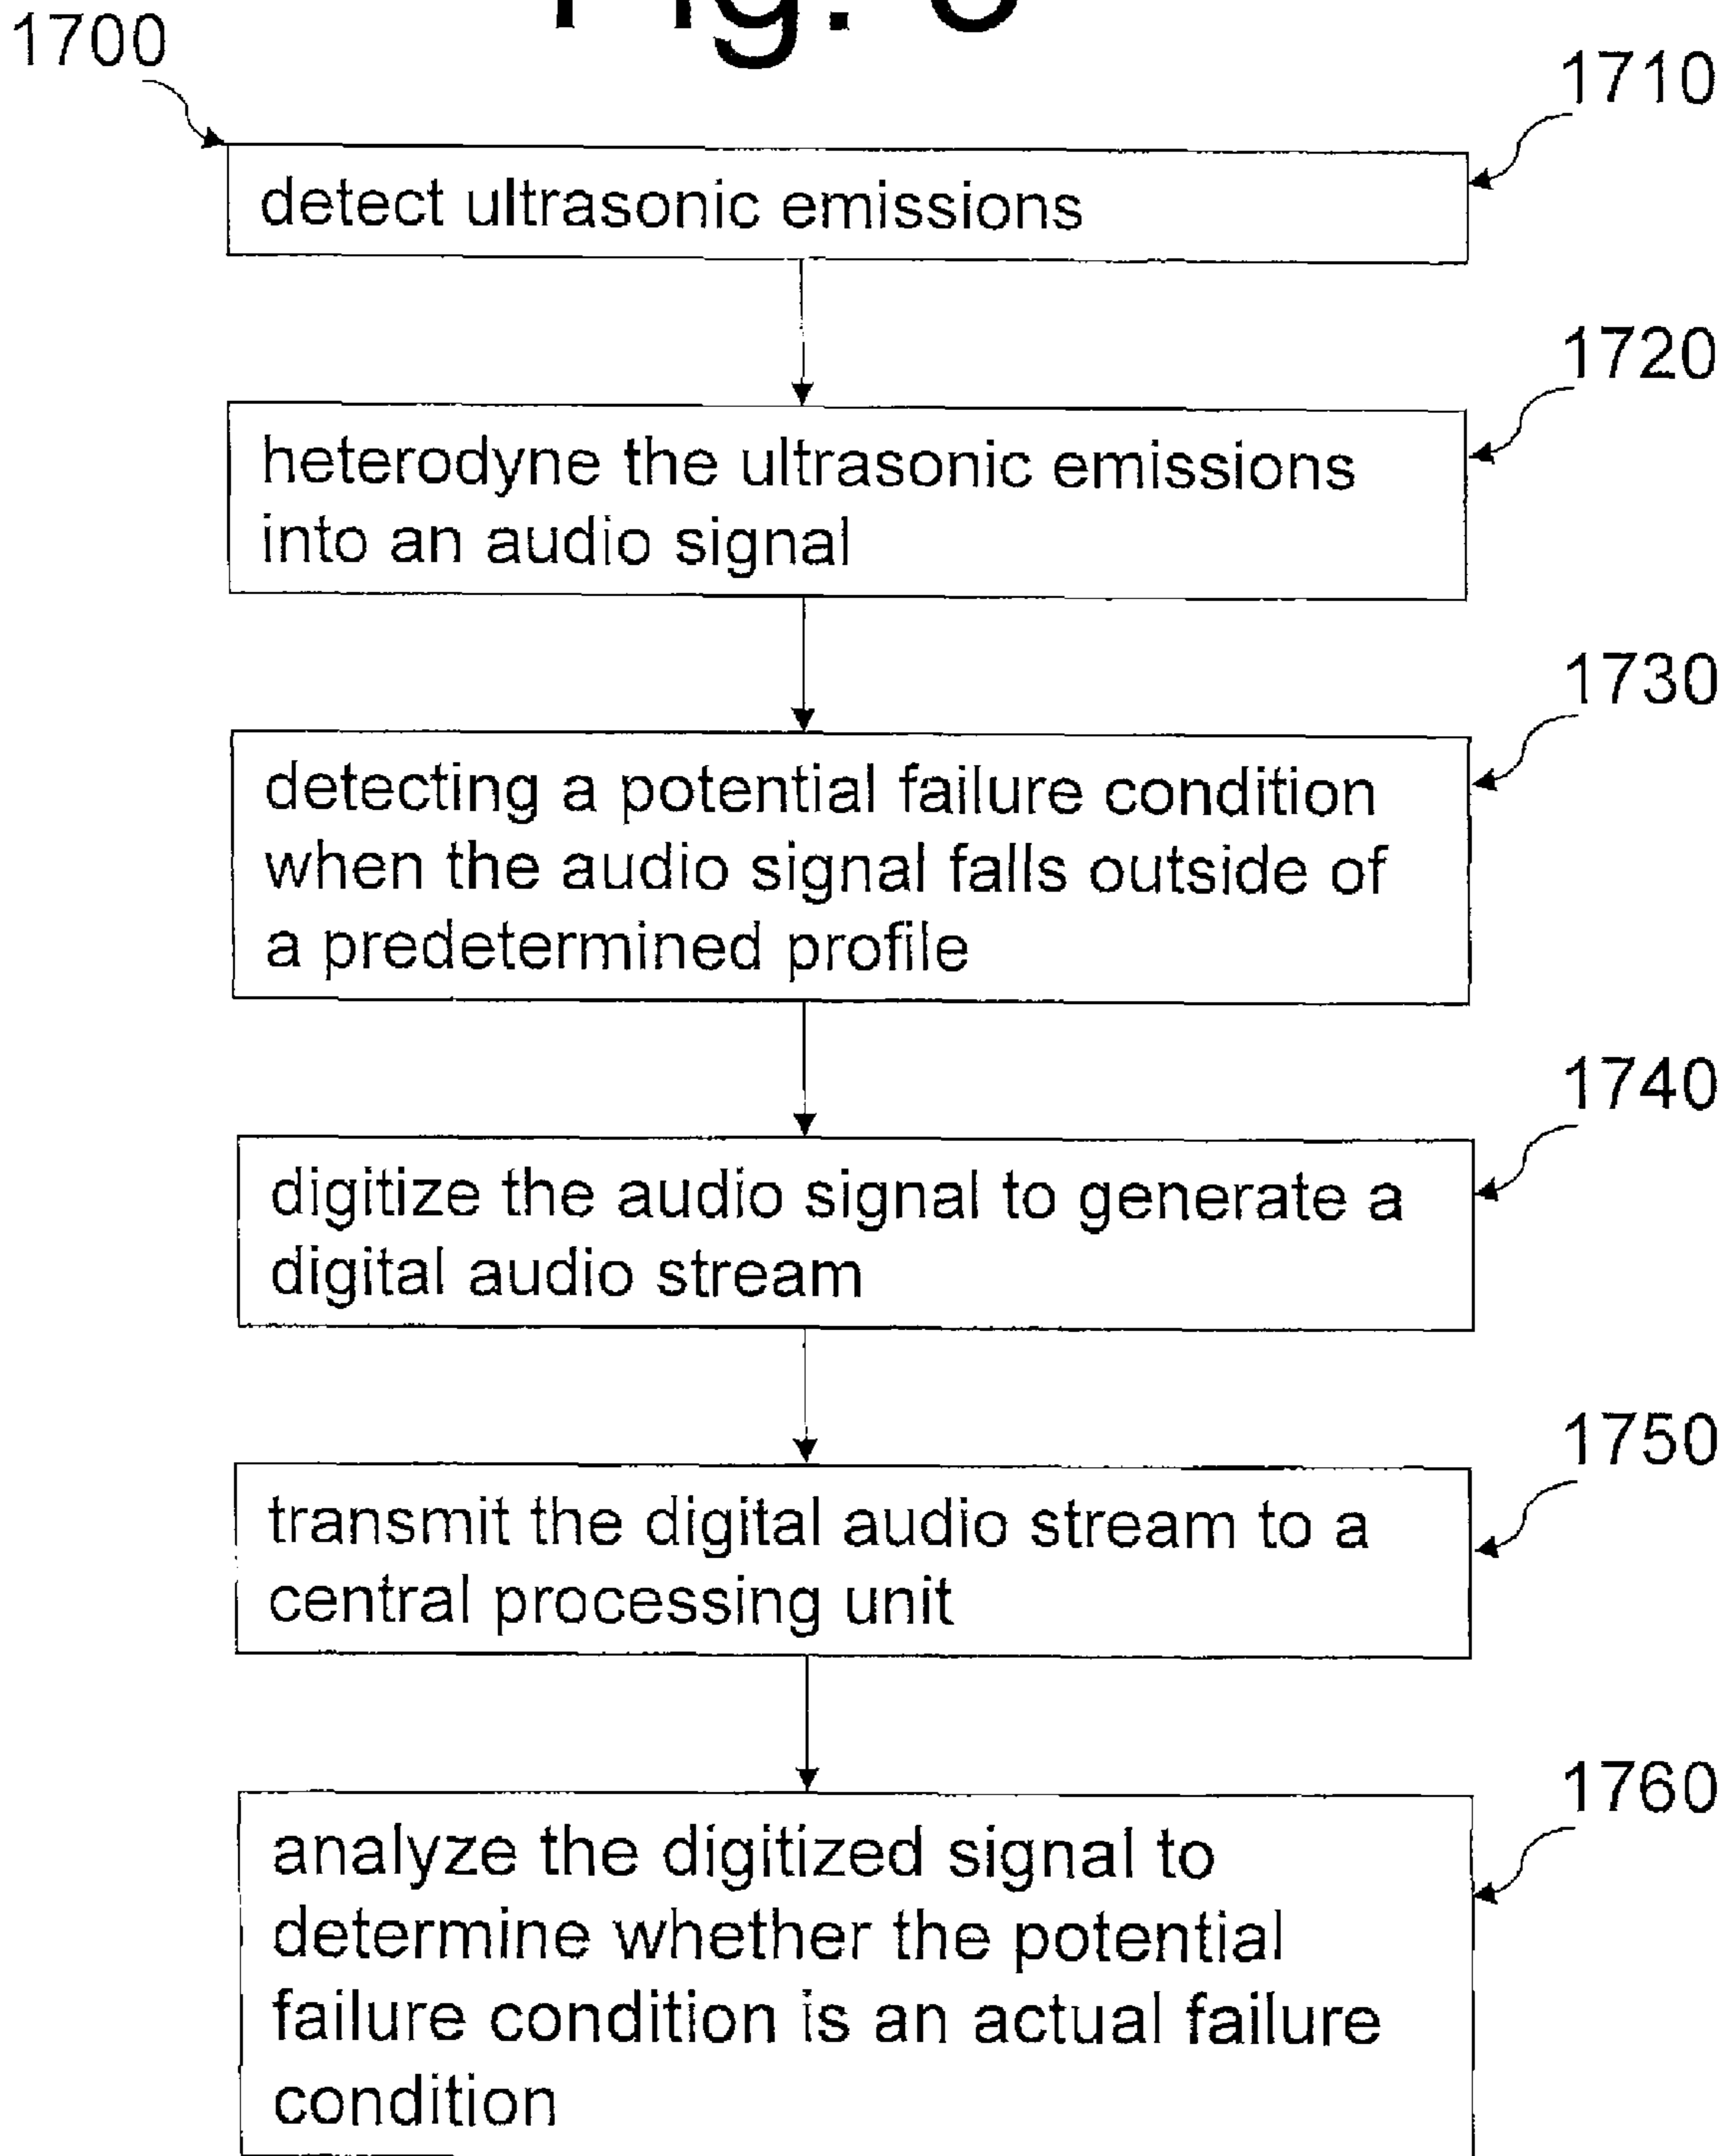 Fig.
1700
1710
detect ultrasonic emissions
1720
heterodyne the ultrasonic emissions
into an audio signal
1730
detecting a potential failure condition
when the audio signal falls outside of
a predetermined profile
1740
digitize the audio signal to generate a
digital audio stream
1750
transmit the digital audio stream to a
central processing unit
1760
analyze the digitized signal to
determine whether the potential
failure condition is an actual failure
condition